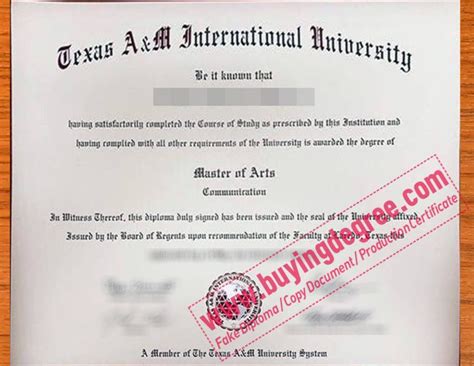 Texas A&M International University
Be it known that
having satisfactorily completed the Course of Study as prescribed by this Institution and
having complied with all other requirements of the University is awarded the degree of
Master of Arts
Communication
In Witness Thereof, this diploma duly signed has been issued and the seal of the University affixed.
Issued by the Board of Regents upon recommendation of the Faculty at Laredo, Texas this
www.buyingdegree.com
Fake Diploma / Copy Document / Production Certificate
A Member of The Texas A&M University System